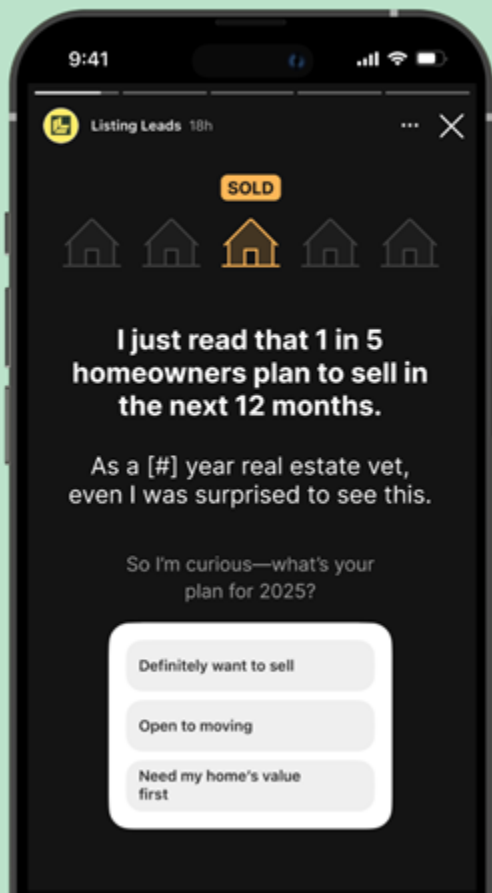 9:41
Listing Leads 18h
SOLD
I just read that 1 in 5
homeowners plan to sell in
the next 12 months.
As a [#] year real estate vet,
even I was surprised to see this.
So I'm curious—what's your
plan for 2025?
Definitely want to sell
Open to moving
Need my home's value
first